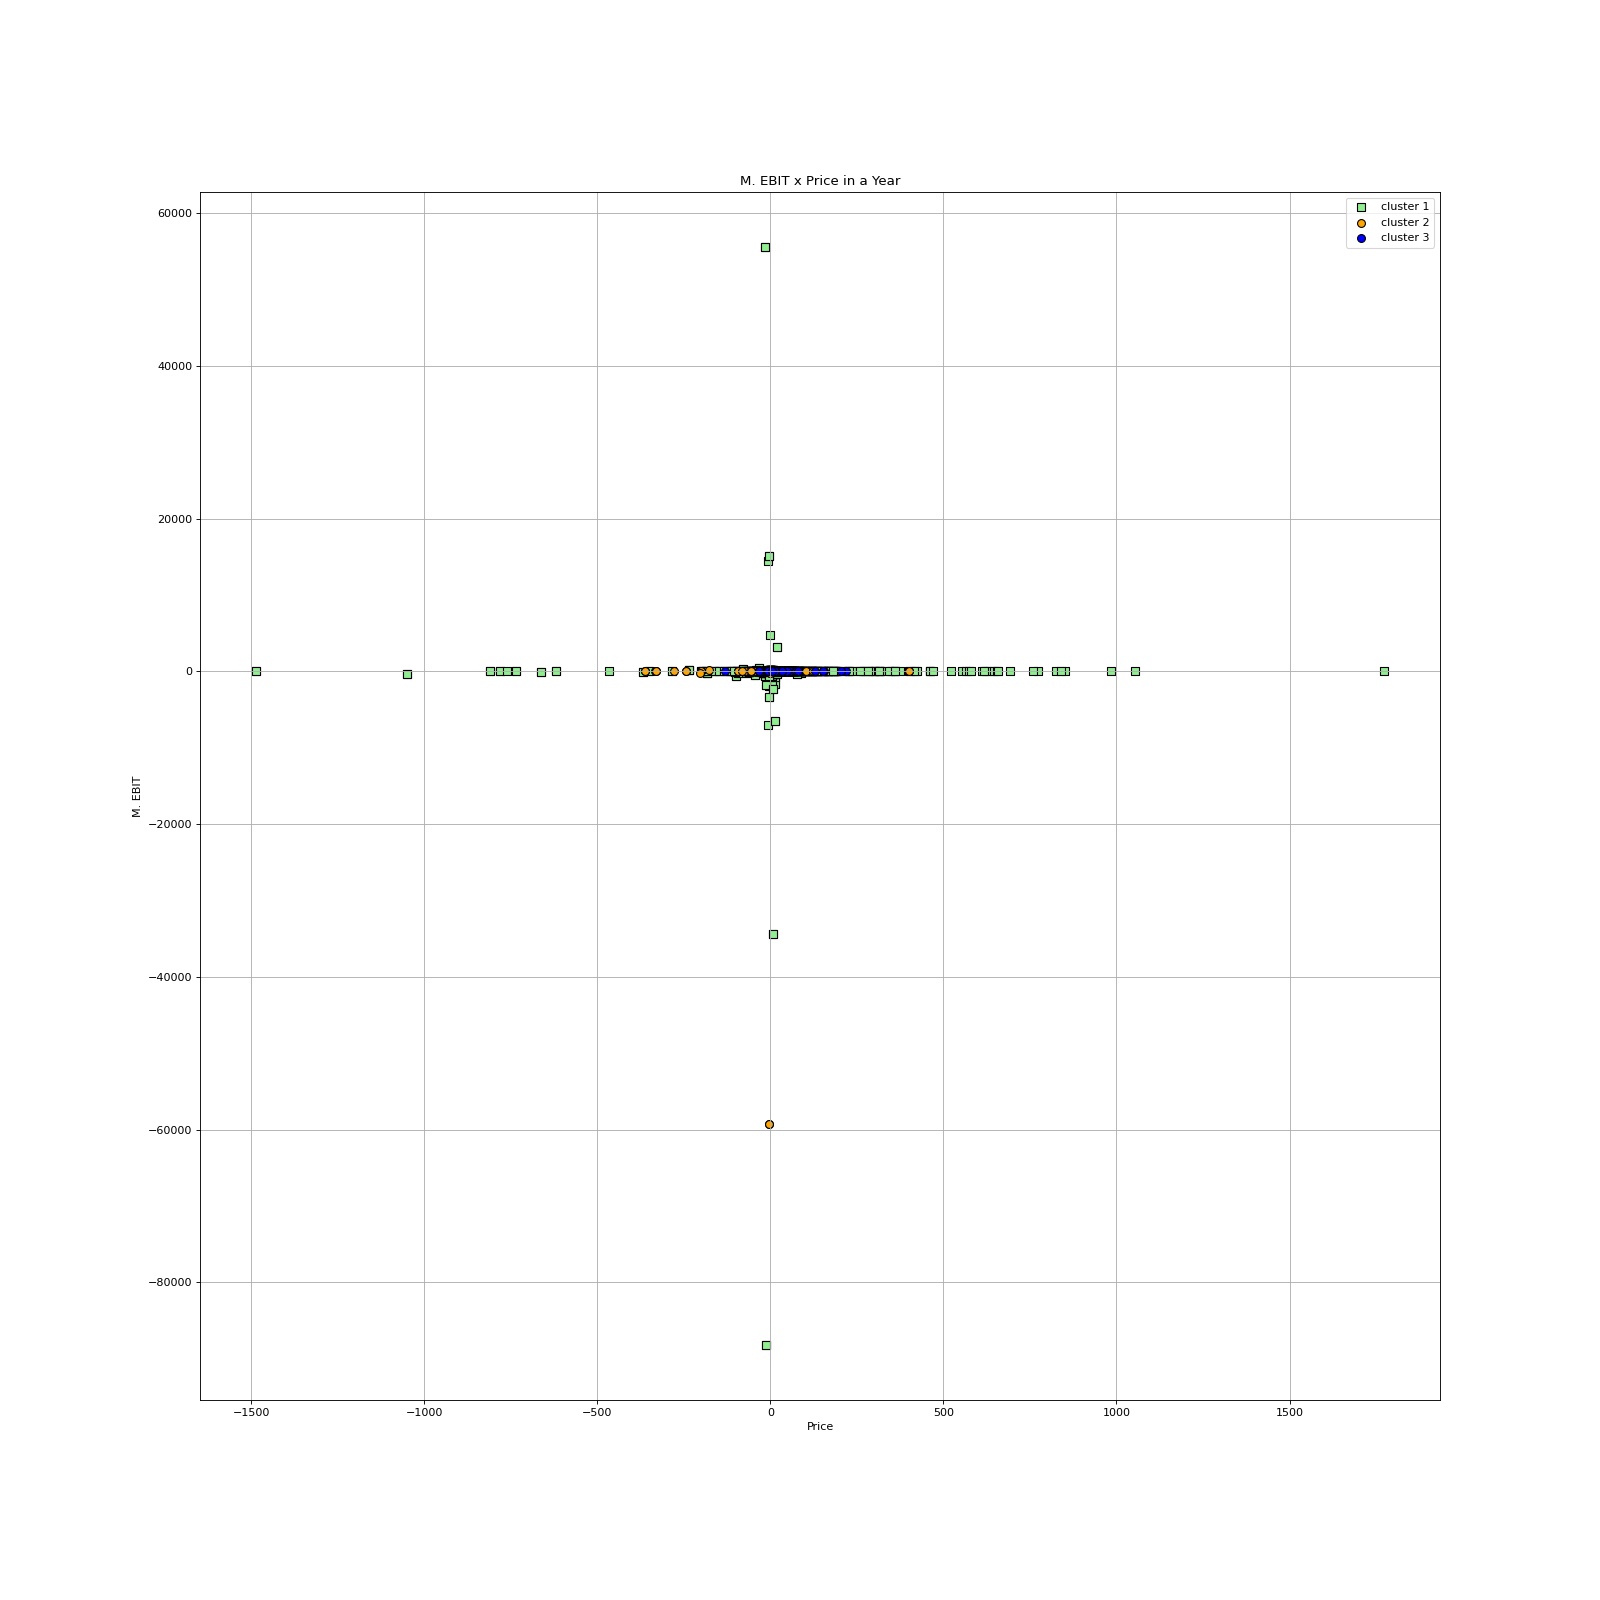 M. EBIT x Price in a Year
cluster 1
cluster 2
cluster 3
60000
40000
20000
0
−20000
−40000
−60000
−80000
M. EBIT
−1500
−1000
−500
0
500
1000
1500
Price